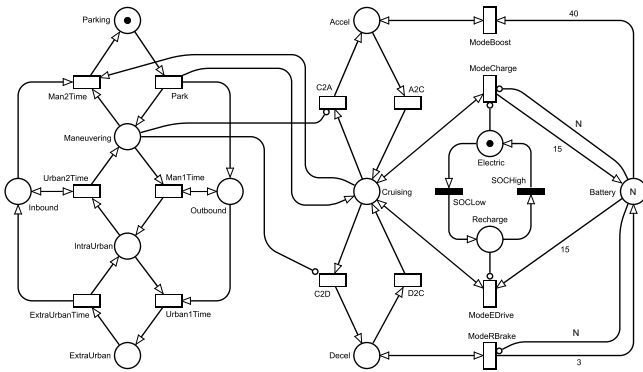 Parking
Accel
40
ModeBoost
ModeCharge
Man2Time
Park
C2A
A2C
N
Maneuvering
15
Electric
Urban2Time
Man1Time
SOCHigh
Inbound
Outbound
Cruising
SOCLow
Battery
N
Recharge
IntraUrban
15
C2D
D2C
ExtraUrbanTime
Urban1Time
ModeEDrive
N
ModeRBrake
ExtraUrban
Decel
3